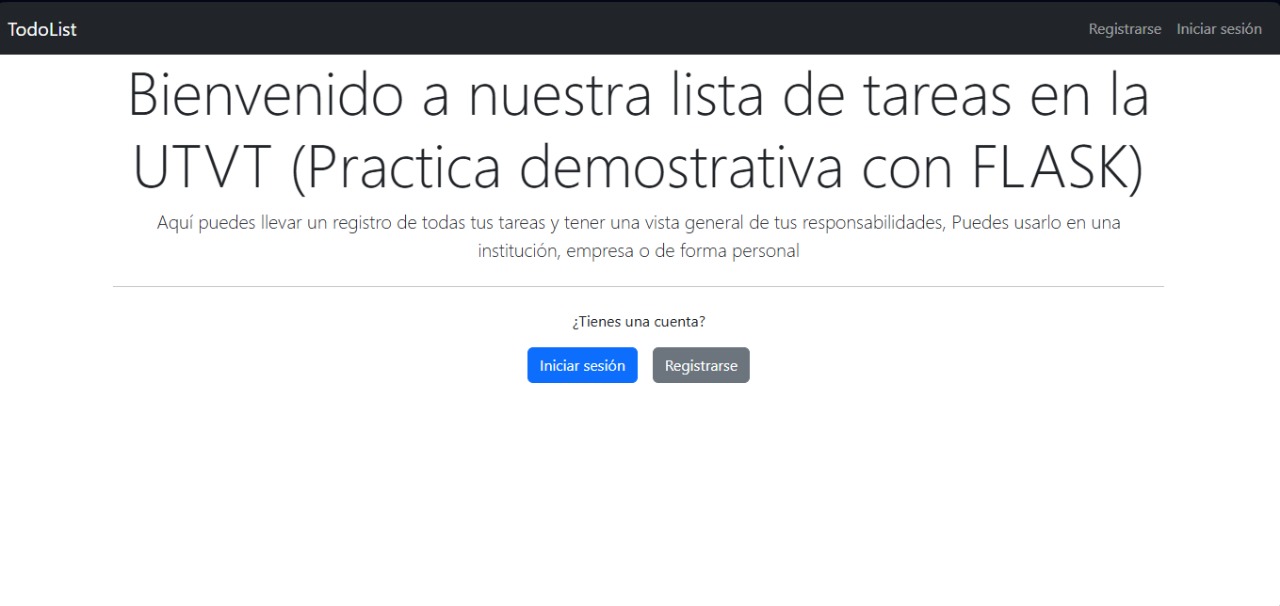 TodoList
Registrarse Iniciar sesión
Bienvenido a nuestra lista de tareas en la
UTVT (Practica demostrativa con FLASK)
Aquí puedes llevar un registro de todas tus tareas y tener una vista general de tus responsabilidades, Puedes usarlo en una
institución, empresa o de forma personal
¿Tienes una cuenta?
Iniciar sesión Registrarse